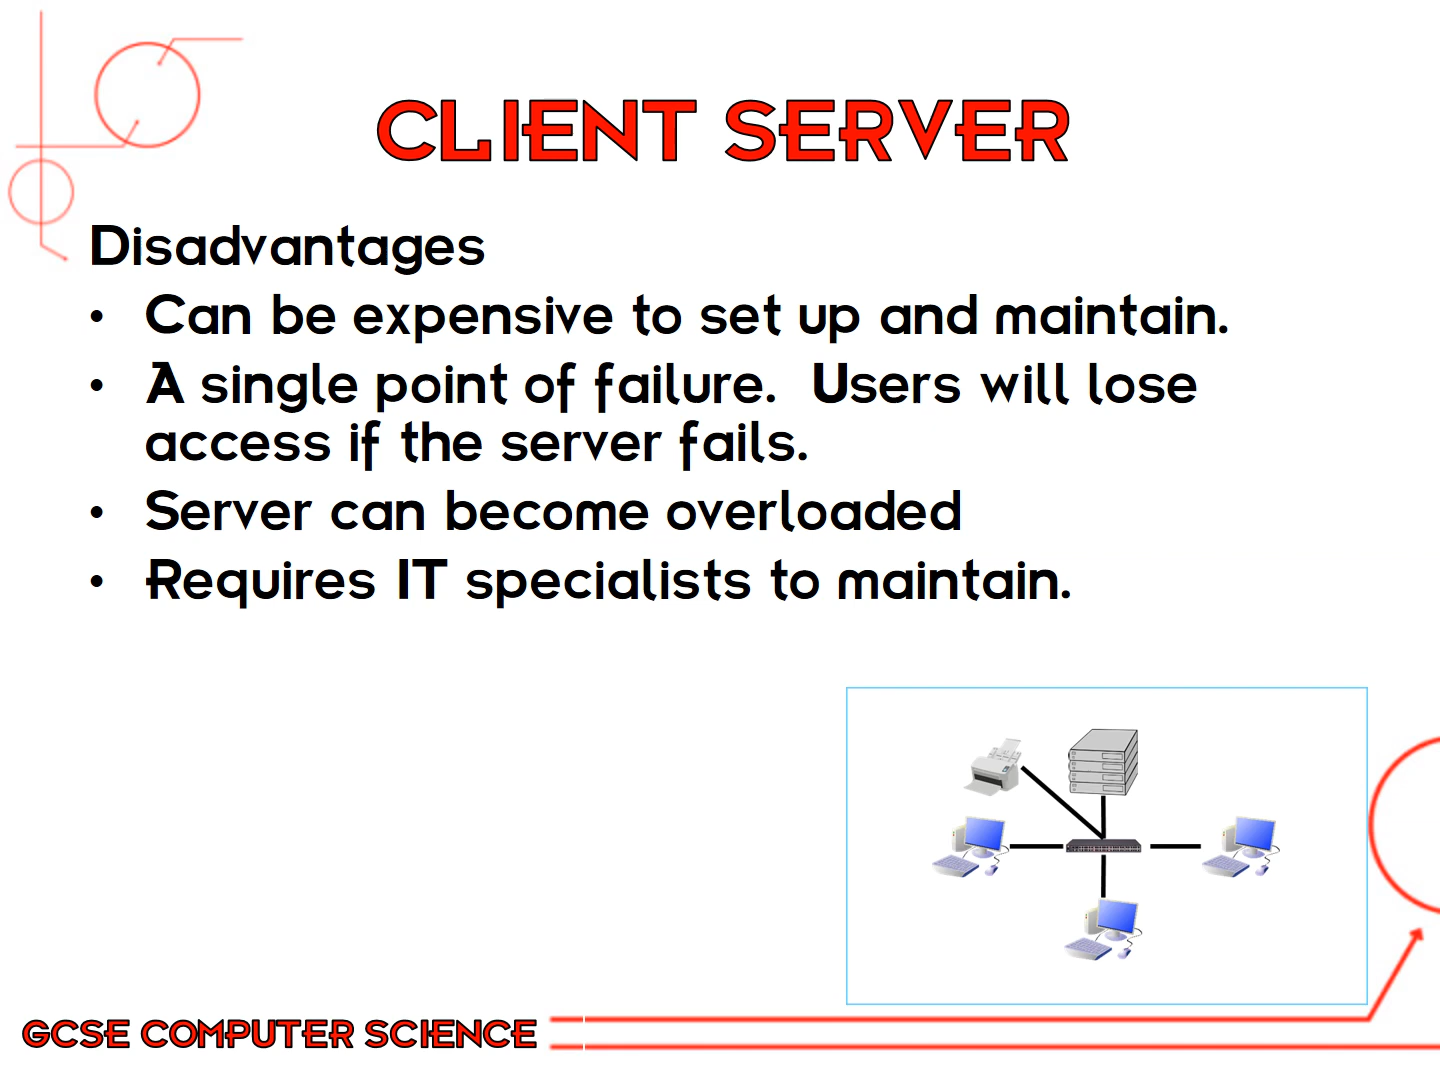 CLIENT SERVER
Disadvantages
• Can be expensive to set up and maintain.
• A single point of failure.  Users will lose
access if the server fails.
• Server can become overloaded
• Requires IT specialists to maintain.
GCSE COMPUTER SCIENCE